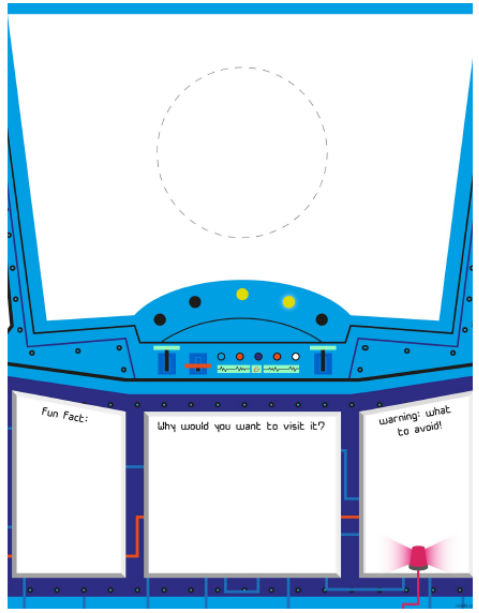 Fun Fact:
Why would you want to visit it?
warning: what
to avoid!